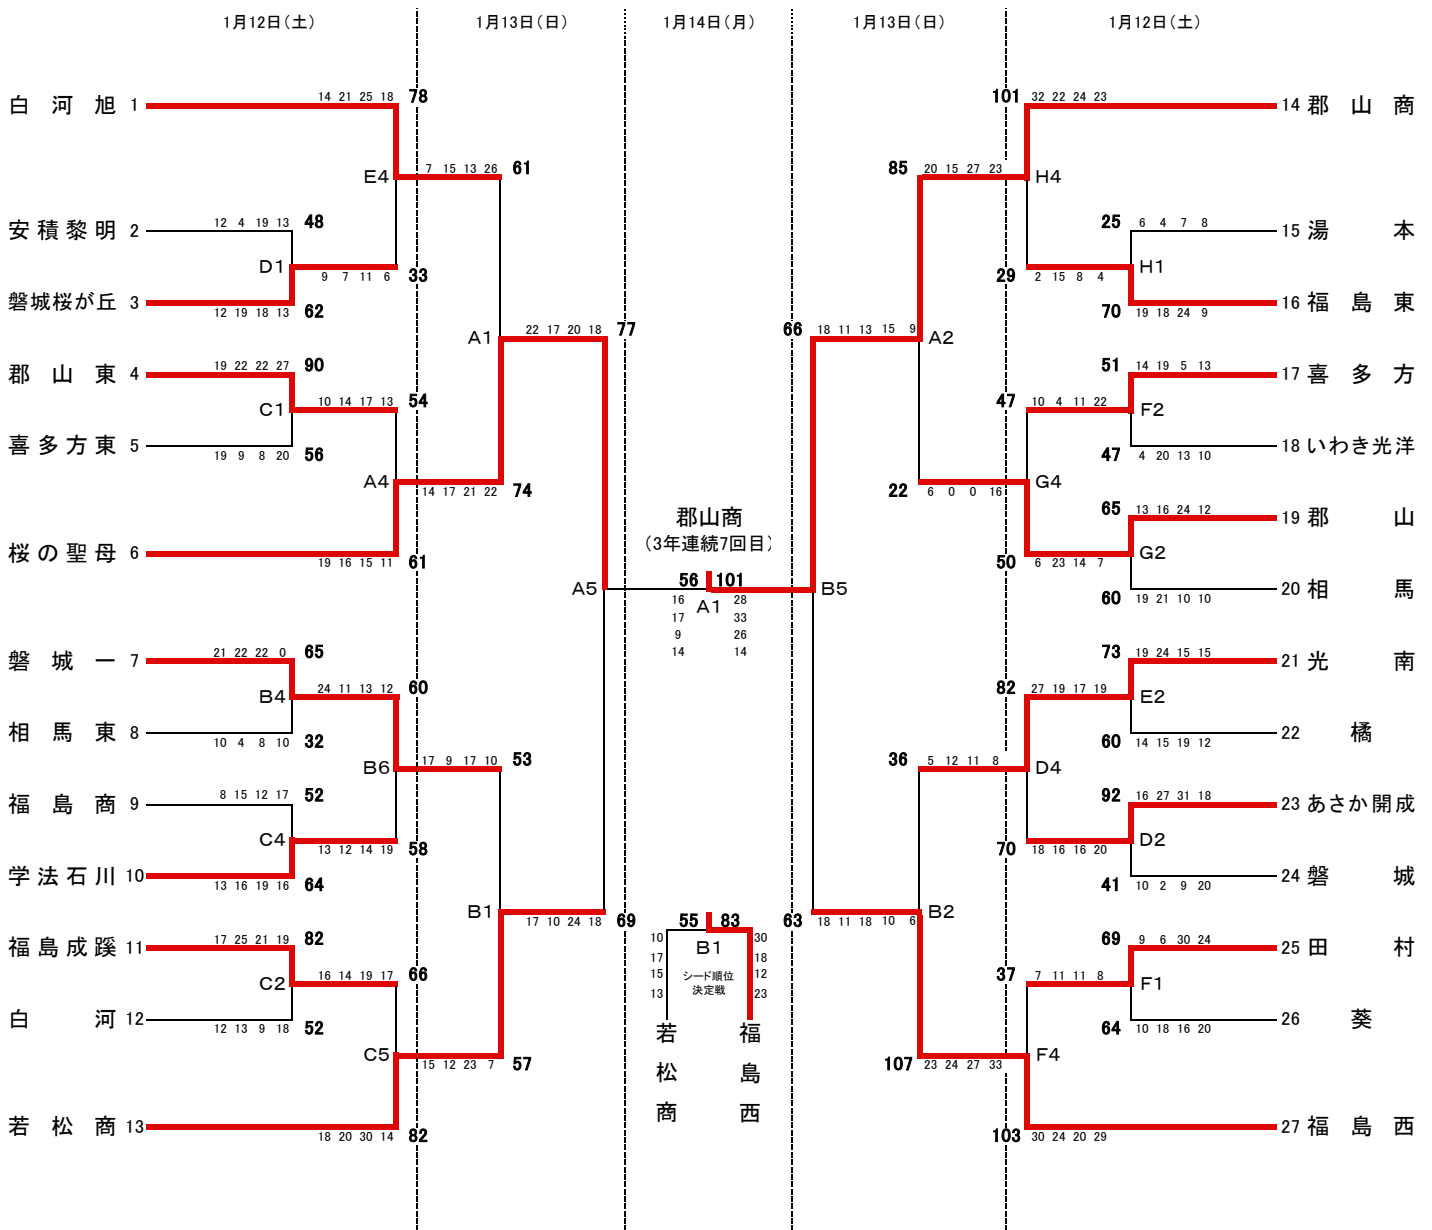 1月12日(土) 1月13日(日) 1月14日(月) 1月13日(日) 1月12日(土)
白河旭 1
14 21 25 18 78
E4
7 15 13 26 61
安積黎明 2
12 4 19 13 48
D1
9 7 11 6 33
磐城桜が丘 3
12 19 18 13 62
A1
22 17 20 18 77
郡山東 4
19 22 22 27 90
C1
10 14 17 13 54
喜多方東 5
19 9 8 20 56
A4
14 17 21 22 74
桜の聖母 6
19 16 15 11 61
A5
磐城一 7
21 22 22 0 65
B4
24 11 13 12 60
相馬東 8
10 4 8 10 32
B6
17 9 17 10 53
福島商 9
8 15 12 17 52
C4
13 12 14 19 58
学法石川 10
13 16 19 16 64
B1
17 10 24 18 69
福島成蹊 11
17 25 21 19 82
C2
16 14 19 17 66
白河 12
12 13 9 18 52
C5
15 12 23 7 57
若松商 13
18 20 30 14 82
郡山商
(3年連続7回目)
56 101
A1
16 28
17 33
9 26
14 14
55 83
B1
10 30
17 18
15 12
13 23
シード順位
決定戦
若松商
福島西
101 32 22 24 23
14 郡山商
85 20 15 27 23
H4
25 6 4 7 8
15 湯本
29 2 15 8 4
H1
70 19 18 24 9
16 福島東
66 18 11 13 15 9
A2
51 14 19 5 13
17 喜多方
47 10 4 11 22
F2
47 4 20 13 10
18 いわき光洋
22 6 0 0 16
G4
65 13 16 24 12
19 郡山
50 6 23 14 7
G2
60 19 21 10 10
20 相馬
B5
73 19 24 15 15
21 光南
82 27 19 17 19
E2
60 14 15 19 12
22 橘
36 5 12 11 8
D4
92 16 27 31 18
23 あさか開成
70 18 16 16 20
D2
41 10 2 9 20
24 磐城
63 18 11 18 10 6
B2
69 9 6 30 24
25 田村
37 7 11 11 8
F1
64 10 18 16 20
26 葵
107 23 24 27 33
F4
103 30 24 20 29
27 福島西